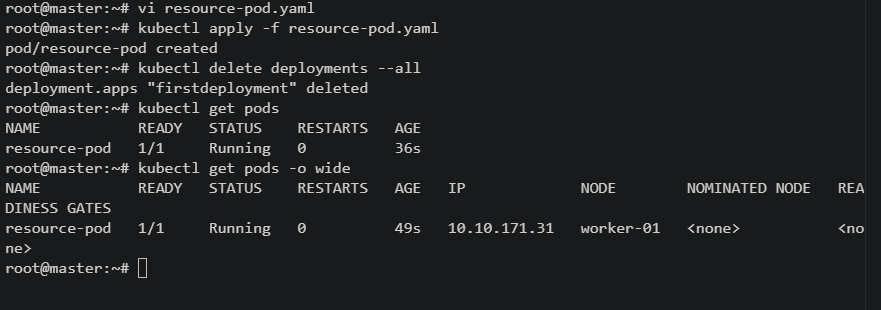 root@master:~# vi resource-pod.yaml
root@master:~# kubectl apply -f resource-pod.yaml
pod/resource-pod created
root@master:~# kubectl delete deployments --all
deployment.apps "firstdeployment" deleted
root@master:~# kubectl get pods
NAME           READY   STATUS    RESTARTS   AGE
resource-pod   1/1     Running   0          36s
root@master:~# kubectl get pods -o wide
NAME           READY   STATUS    RESTARTS   AGE   IP             NODE        NOMINATED NODE   REA
DINESS GATES
resource-pod   1/1     Running   0          49s   10.10.171.31   worker-01   <none>           <no
ne>
root@master:~#